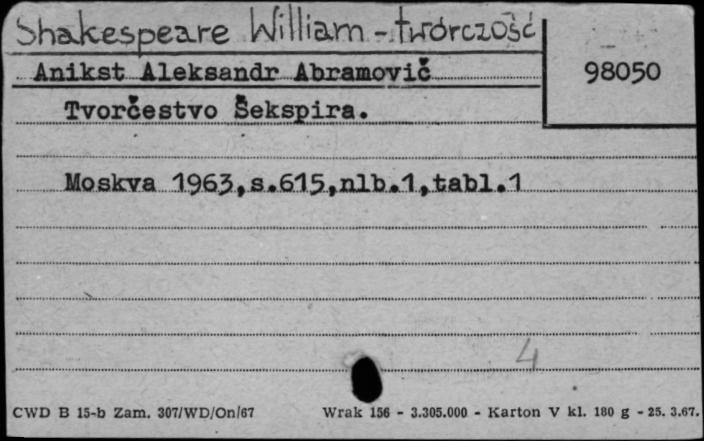 Shakespeare William - twórczość
98050
Anikst Aleksandr Abramovič
Tvorčestvo Šekspira.
Moskva 1963,s.615,nlb.1,tabl.1
4
CWD B 15-b Zam. 307/WD/On/67 Wrak 156 - 3.305.000 - Karton V kl. 180 g - 25. 3.67.